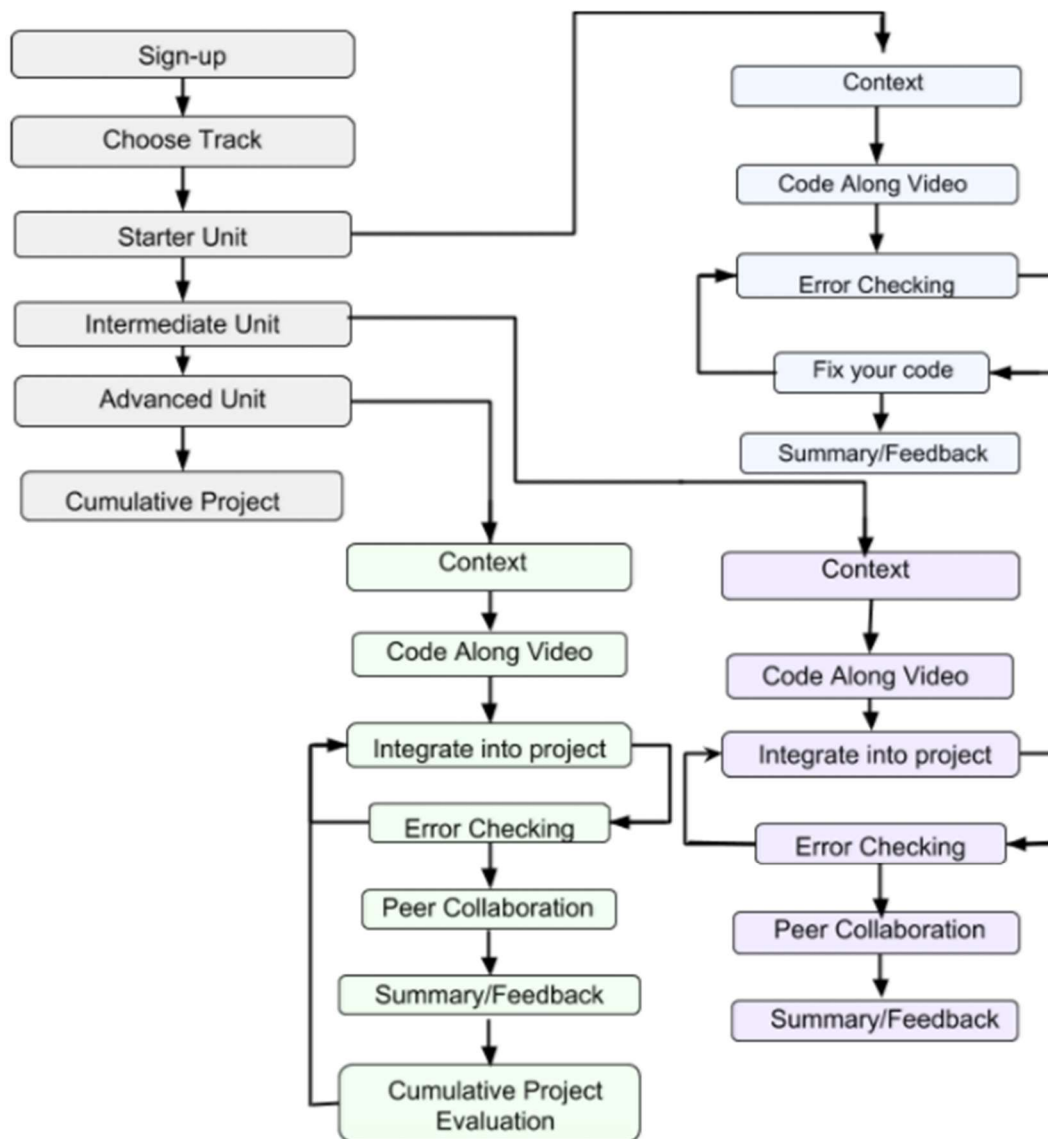 Sign-up
Choose Track
Starter Unit
Intermediate Unit
Advanced Unit
Cumulative Project
Context
Code Along Video
Error Checking
Fix your code
Summary/Feedback
Context
Code Along Video
Integrate into project
Error Checking
Peer Collaboration
Summary/Feedback
Cumulative Project
Evaluation
Context
Code Along Video
Integrate into project
Error Checking
Peer Collaboration
Summary/Feedback